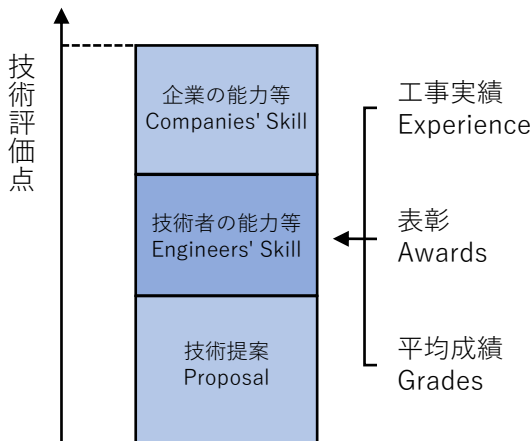 技術評価点
企業の能力等
Companies' Skill
技術者の能力等
Engineers' Skill
技術提案
Proposal
工事実績
Experience
表彰
Awards
平均成績
Grades